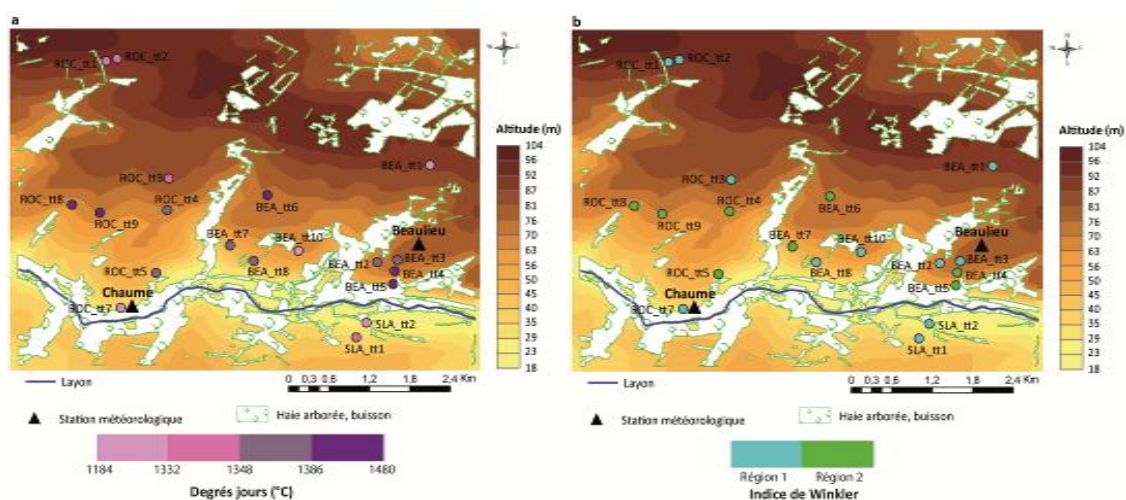 a
N
ROC_tt1
ROC_tt2
BEA_tt1
ROC_tt3
ROC_tt8
ROC_tt4
ROC_tt9
BEA_tt6
BEA_tt7
BEA_tt10
Beaulieu
BEA_tt8
BEA_tt2
BEA_tt3
BEA_tt4
ROC_tt5
BEA_tt5
Chaume
ROC_tt7
SLA_tt2
SLA_tt1
Altitude (m)
104
96
92
87
81
76
70
63
56
50
45
40
35
29
23
18
Layon
0 0,3 0,6 1,2 1,8 2,4 Km
Station météorologique
Haie arborée, buisson
1184 1332 1348 1386 1480
Degrés jours (°C)
b
N
ROC_tt1
ROC_tt2
BEA_tt1
ROC_tt3
ROC_tt8
ROC_tt4
ROC_tt9
BEA_tt6
BEA_tt7
BEA_tt10
Beaulieu
BEA_tt8
BEA_tt2
BEA_tt3
BEA_tt4
ROC_tt5
BEA_tt5
Chaume
ROC_tt7
SLA_tt2
SLA_tt1
Altitude (m)
104
96
92
87
81
76
70
63
56
50
45
40
35
29
23
18
Layon
0 0,3 0,6 1,2 1,8 2,4 Km
Station météorologique
Haie arborée, buisson
Région 1 Région 2
Indice de Winkler